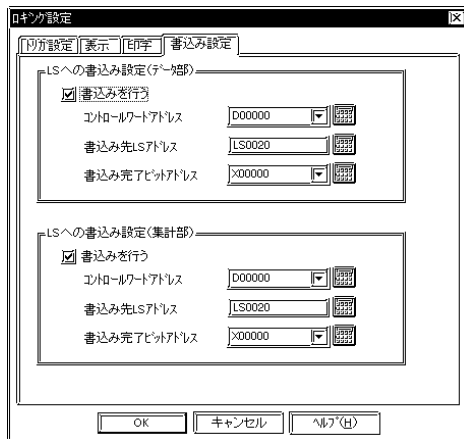 ロギング設定
トリガ設定 表示 印字 書込み設定
LSへの書込み設定(データ部)
書込みを行う
コントロールワードアドレス D00000
書込み先LSアドレス LS0020
書込み完了ビットアドレス X00000
LSへの書込み設定(集計部)
書込みを行う
コントロールワードアドレス D00000
書込み先LSアドレス LS0020
書込み完了ビットアドレス X00000
OK キャンセル ヘルプ(H)